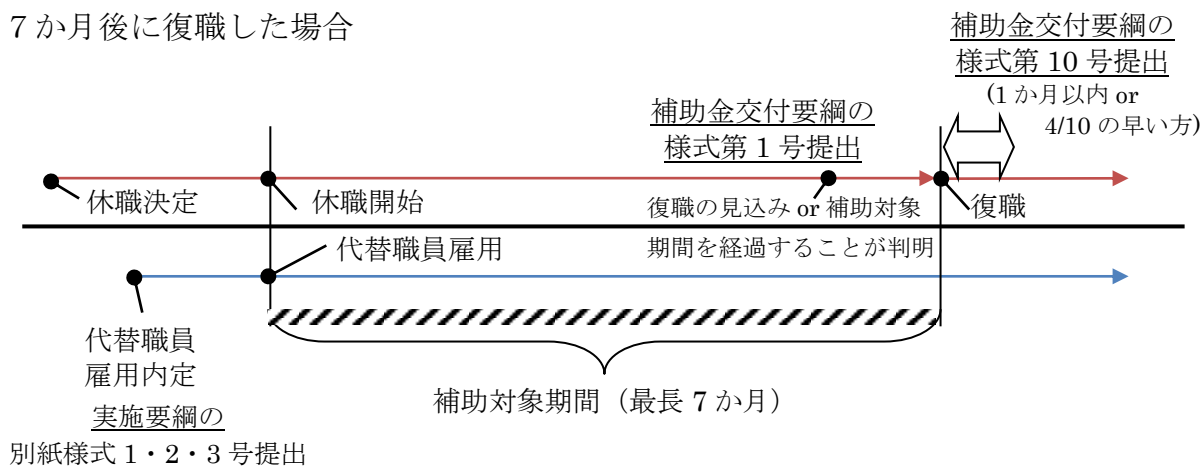 ７か月後に復職した場合
補助金交付要綱の
様式第 10 号提出
(1 か月以内 or
4/10 の早い方)
補助金交付要綱の
様式第 1 号提出
休職決定
休職開始
復職の見込み or 補助対象
期間を経過することが判明
復職
代替職員雇用
代替職員
雇用内定
実施要綱の
別紙様式 1・2・3 号提出
補助対象期間（最長 7 か月）